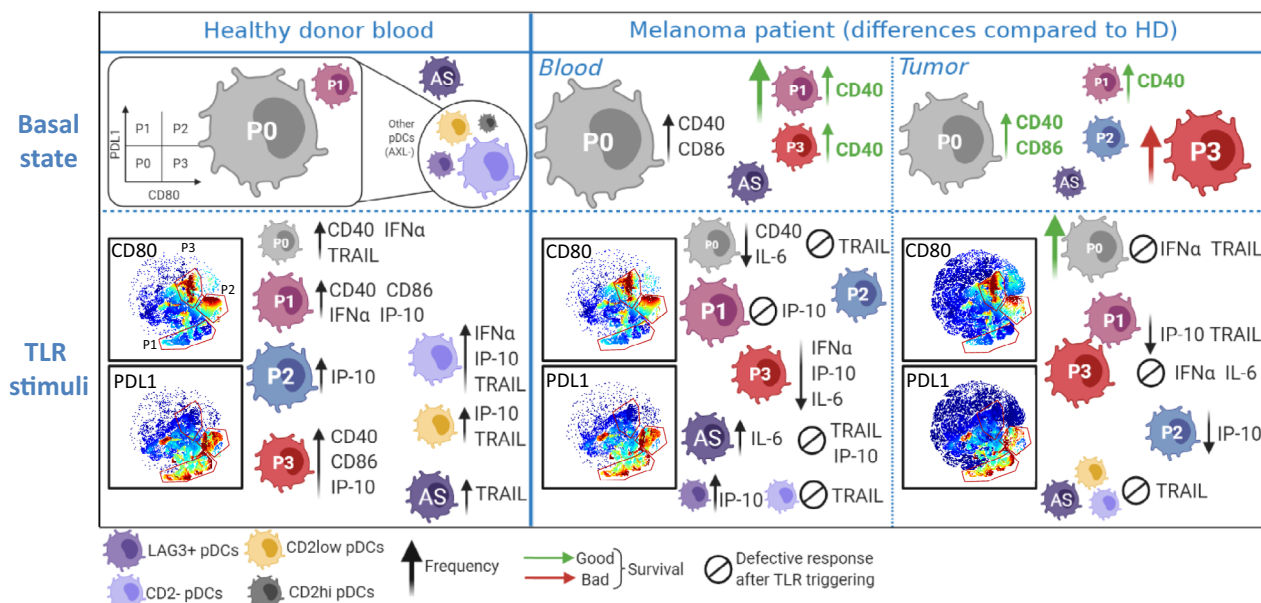 Healthy donor blood
Melanoma patient (differences compared to HD)
Basal
state
PDL1
P1
P2
P0
P3
CD80
P0
P1
AS
Other
pDCs
(AXL-)
Blood
P0
CD40
CD86
P1
CD40
P3
CD40
AS
Tumor
P0
CD40
CD86
P1
CD40
P2
AS
P3
TLR
stimuli
CD80
P3
P2
P1
PDL1
P0
CD40 IFNα
TRAIL
P1
CD40 CD86
IFNα IP-10
P2
IP-10
P3
CD40
CD86
IP-10
IFNα
IP-10
TRAIL
IP-10
TRAIL
AS
TRAIL
CD80
PDL1
P0
CD40
IL-6
TRAIL
P1
IP-10
P2
P3
IFNα
IP-10
IL-6
AS
IL-6
TRAIL
IP-10
IP-10
TRAIL
CD80
PDL1
P0
IFNα TRAIL
P1
IP-10 TRAIL
P3
IFNα IL-6
P2
IP-10
AS
TRAIL
LAG3+ pDCs
CD2low pDCs
CD2- pDCs
CD2hi pDCs
Frequency
Good
Bad
Survival
Defective response
after TLR triggering